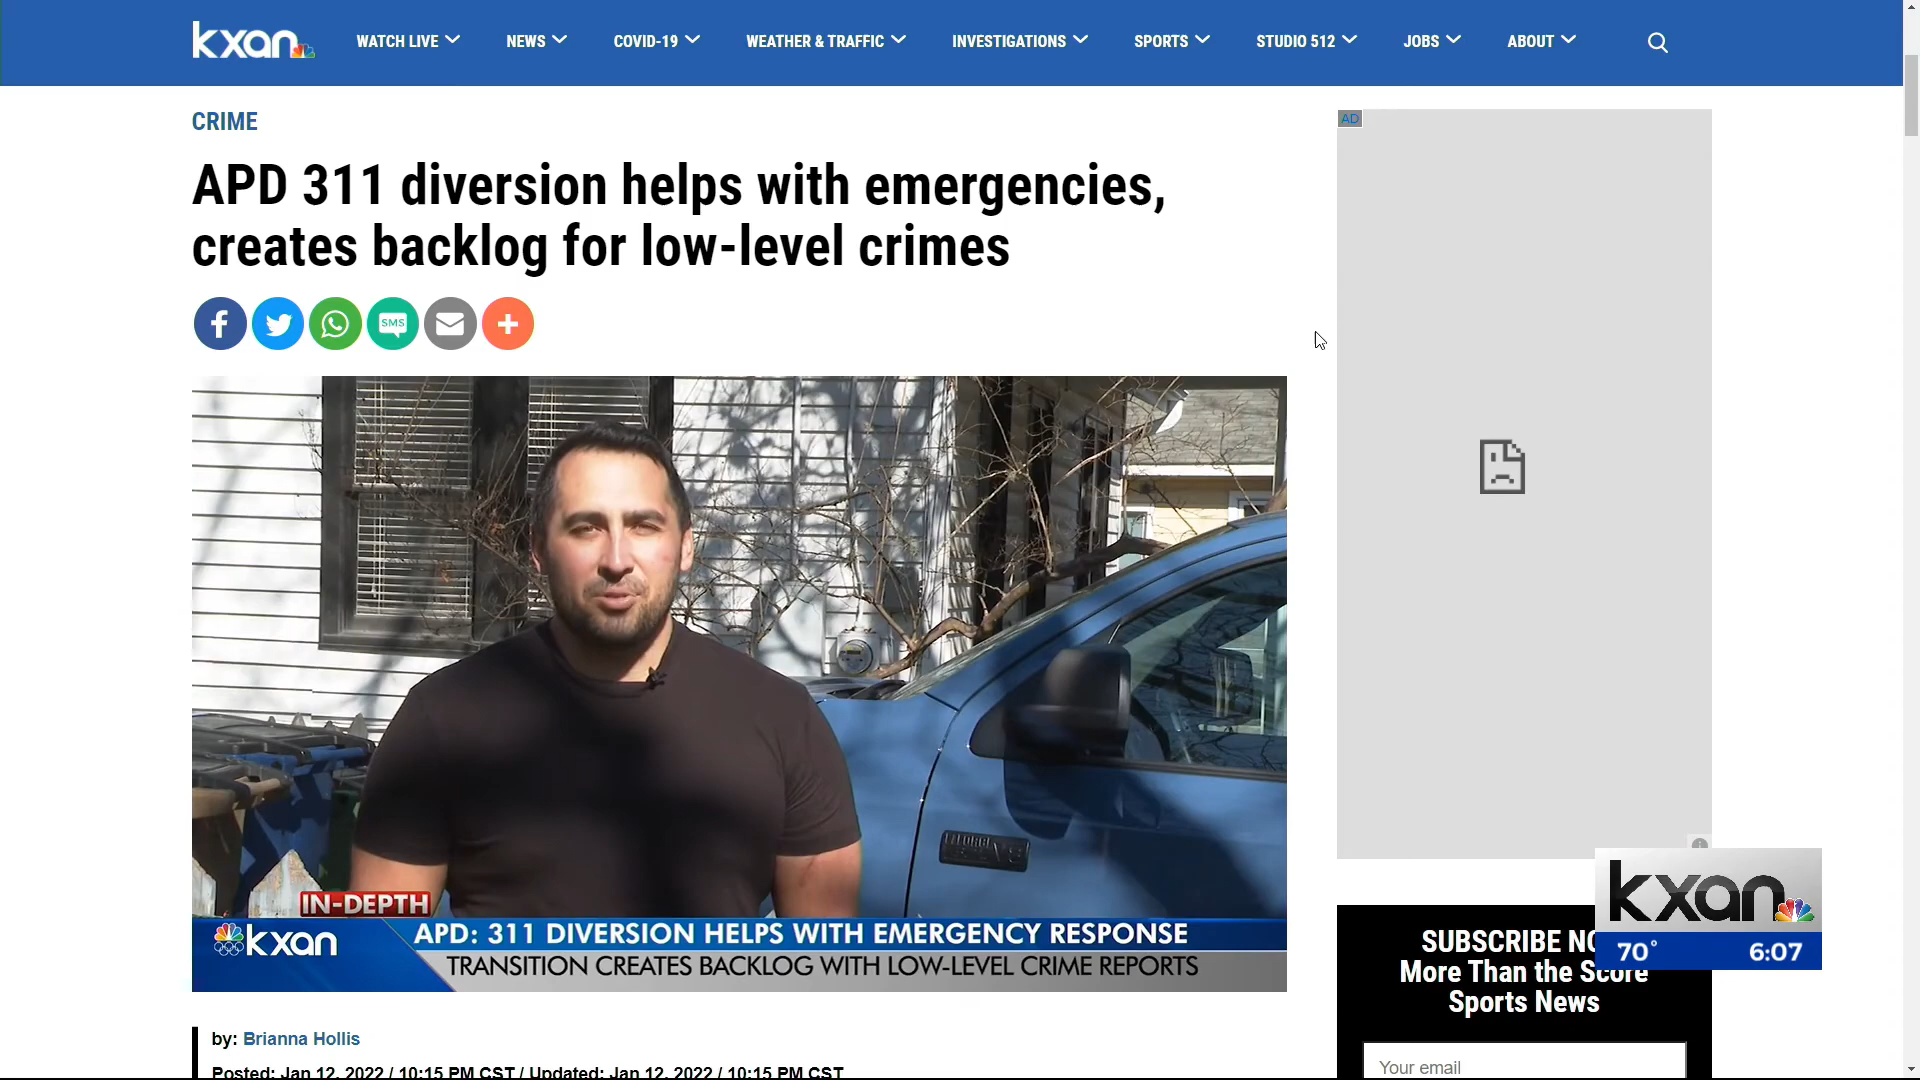 kxan
WATCH LIVE
NEWS
COVID-19
WEATHER & TRAFFIC
INVESTIGATIONS
SPORTS
STUDIO 512
JOBS
ABOUT
CRIME
AD
APD 311 diversion helps with emergencies,
creates backlog for low-level crimes
SMS
IN-DEPTH
kxan
APD: 311 DIVERSION HELPS WITH EMERGENCY RESPONSE
TRANSITION CREATES BACKLOG WITH LOW-LEVEL CRIME REPORTS
by: Brianna Hollis
Posted: Jan 12, 2022 / 10:15 PM CST / Updated: Jan 12, 2022 / 10:15 PM CST
kxan
70° 6:07
SUBSCRIBE
More Than the Score
Sports News
Your email